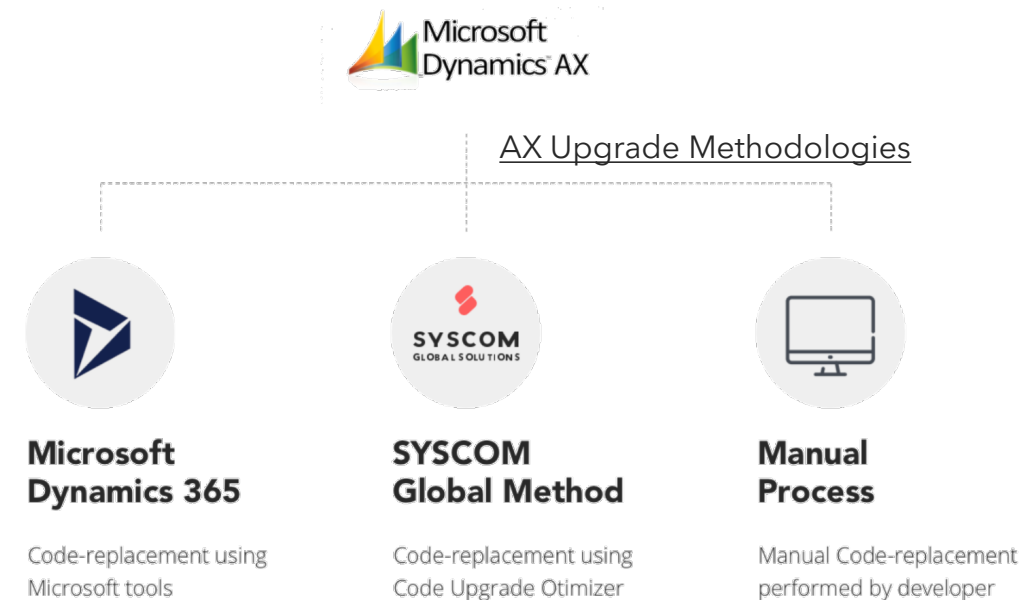 Microsoft
Dynamics AX
AX Upgrade Methodologies
SYSCOM
GLOBAL SOLUTIONS
Microsoft
Dynamics 365
SYSCOM
Global Method
Manual
Process
Code-replacement using
Microsoft tools
Code-replacement using
Code Upgrade Otimizer
Manual Code-replacement
performed by developer